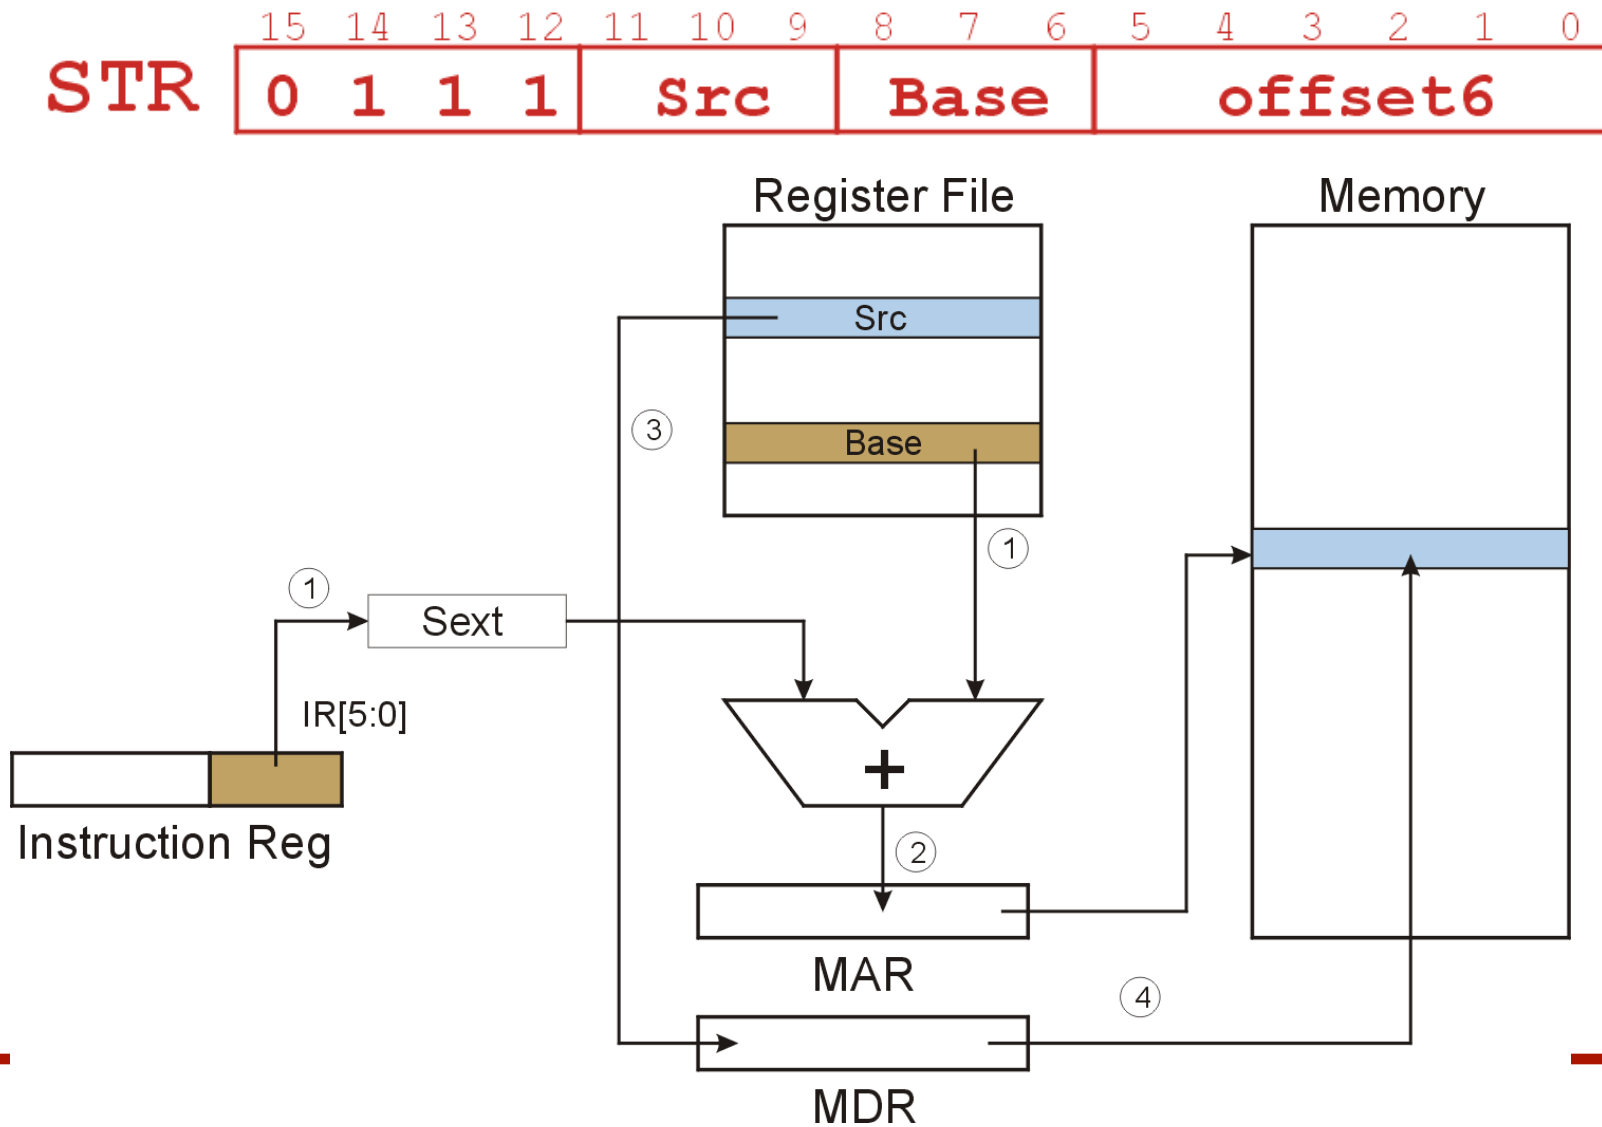 15 14 13 12 11 10 9 8 7 6 5 4 3 2 1 0
STR 0 1 1 1 Src Base offset6
Register File
Memory
Src
3
Base
1
1
Sext
IR[5:0]
+
Instruction Reg
2
MAR
4
MDR